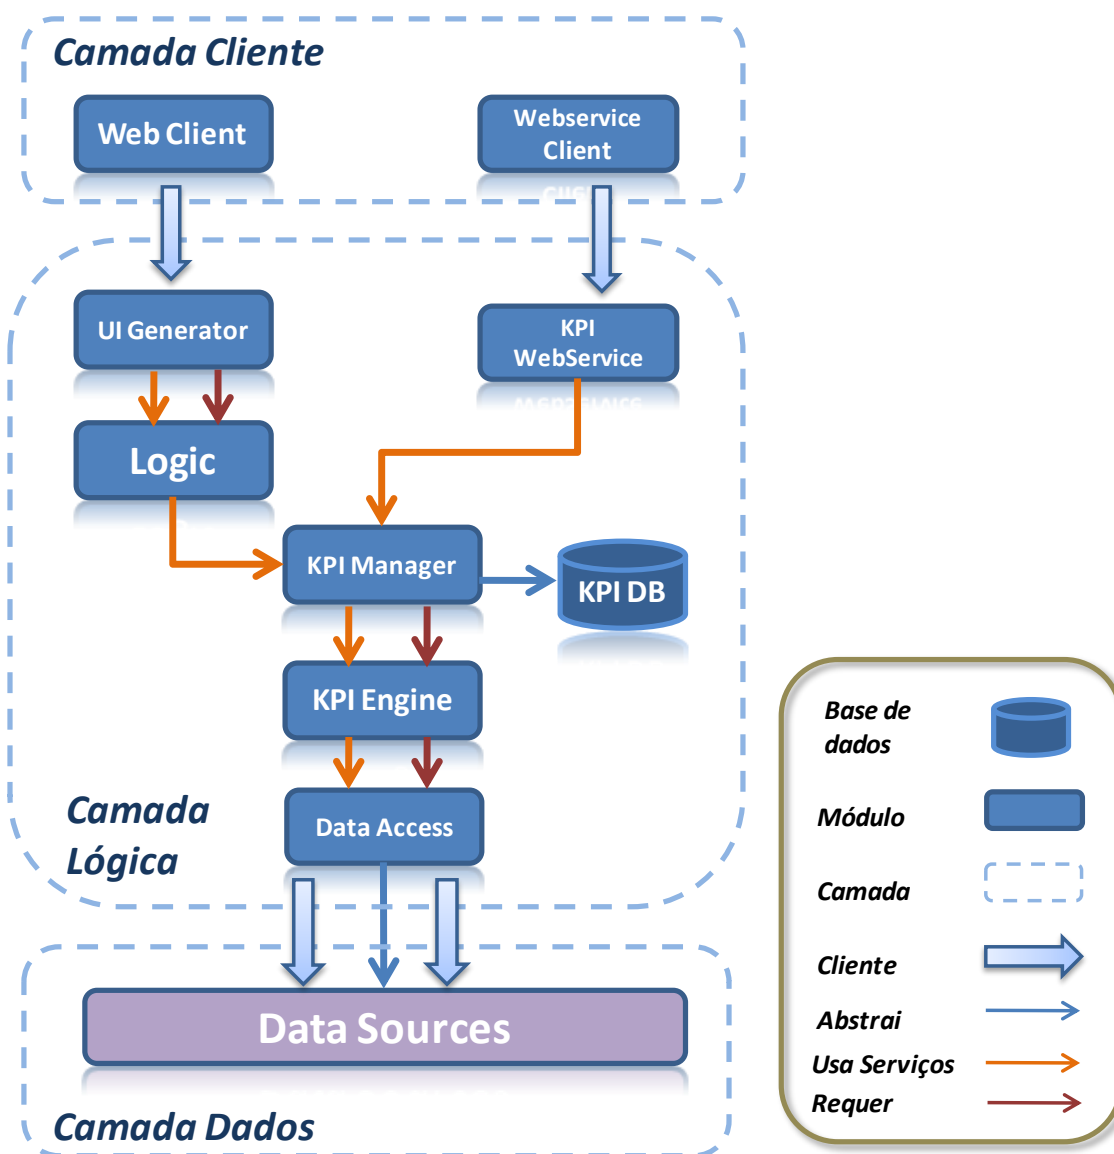 Camada Cliente
Web Client
Webservice
Client
UI Generator
KPI
WebService
Logic
KPI Manager
KPI DB
KPI Engine
Data Access
Camada
Lógica
Data Sources
Camada Dados
Base de
dados
Módulo
Camada
Cliente
Abstrai
Usa Serviços
Requer